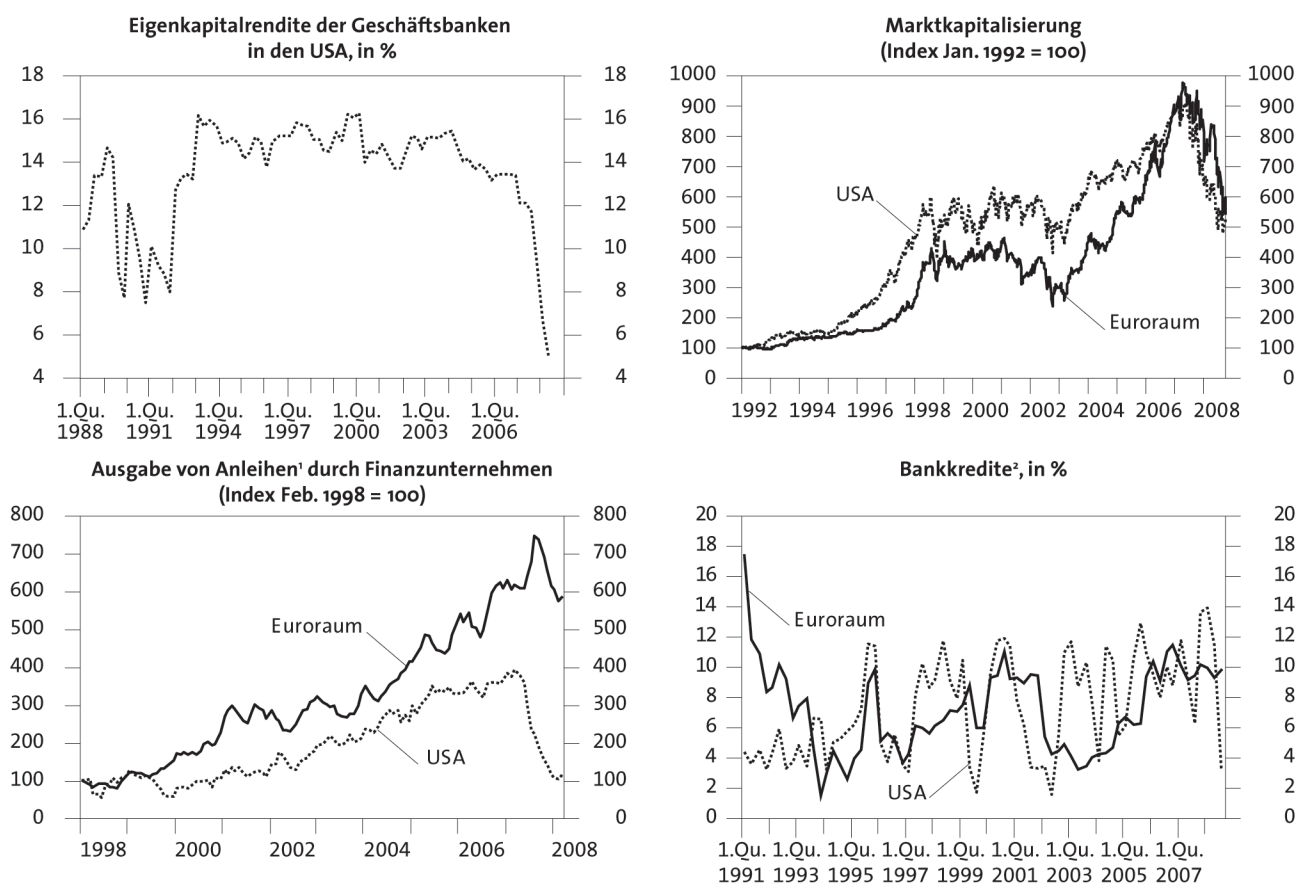 Eigenkapitalrendite der Geschäftsbanken
in den USA, in %
18 18
16 16
14 14
12 12
10 10
8 8
6 6
4 4
1.Qu. 1.Qu. 1.Qu. 1.Qu. 1.Qu. 1.Qu. 1.Qu.
1988 1991 1994 1997 2000 2003 2006
Marktkapitalisierung
(Index Jan. 1992 = 100)
1000 1000
900 900
800 800
700 700
USA
600 600
500 500
400 400
300 300
Euroraum
200 200
100 100
0 0
1992 1994 1996 1998 2000 2002 2004 2006 2008
Ausgabe von Anleihen¹ durch Finanzunternehmen
(Index Feb. 1998 = 100)
800 800
700 700
600 600
Euroraum
500 500
400 400
300 300
200 200
USA
100 100
0 0
1998 2000 2002 2004 2006 2008
Bankkredite², in %
20 20
18 18
16 16
14 14
Euroraum
12 12
10 10
8 8
6 6
4 4
USA
2 2
0 0
1.Qu. 1.Qu. 1.Qu. 1.Qu. 1.Qu. 1.Qu. 1.Qu. 1.Qu. 1.Qu.
1991 1993 1995 1997 1999 2001 2003 2005 2007